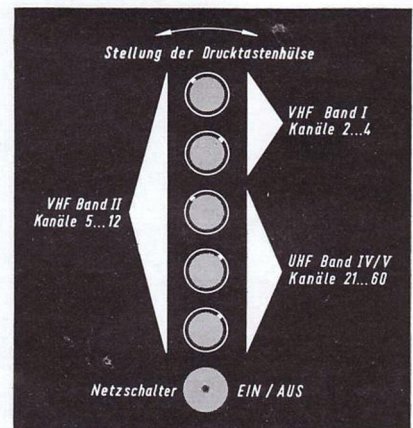 Stellung der Drucktastenhülse
VHF Band I
Kanäle 2...4
VHF Band II
Kanäle 5...12
UHF Band IV/V
Kanäle 21...60
Netzschalter
EIN / AUS